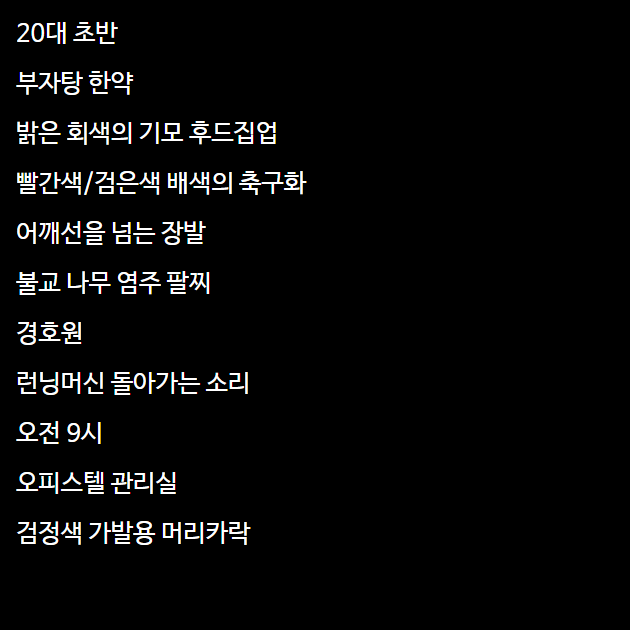 20대 초반
부자탕 한약
밝은 회색의 기모 후드집업
빨간색/검은색 배색의 축구화
어깨선을 넘는 장발
불교 나무 염주 팔찌
경호원
런닝머신 돌아가는 소리
오전 9시
오피스텔 관리실
검정색 가발용 머리카락